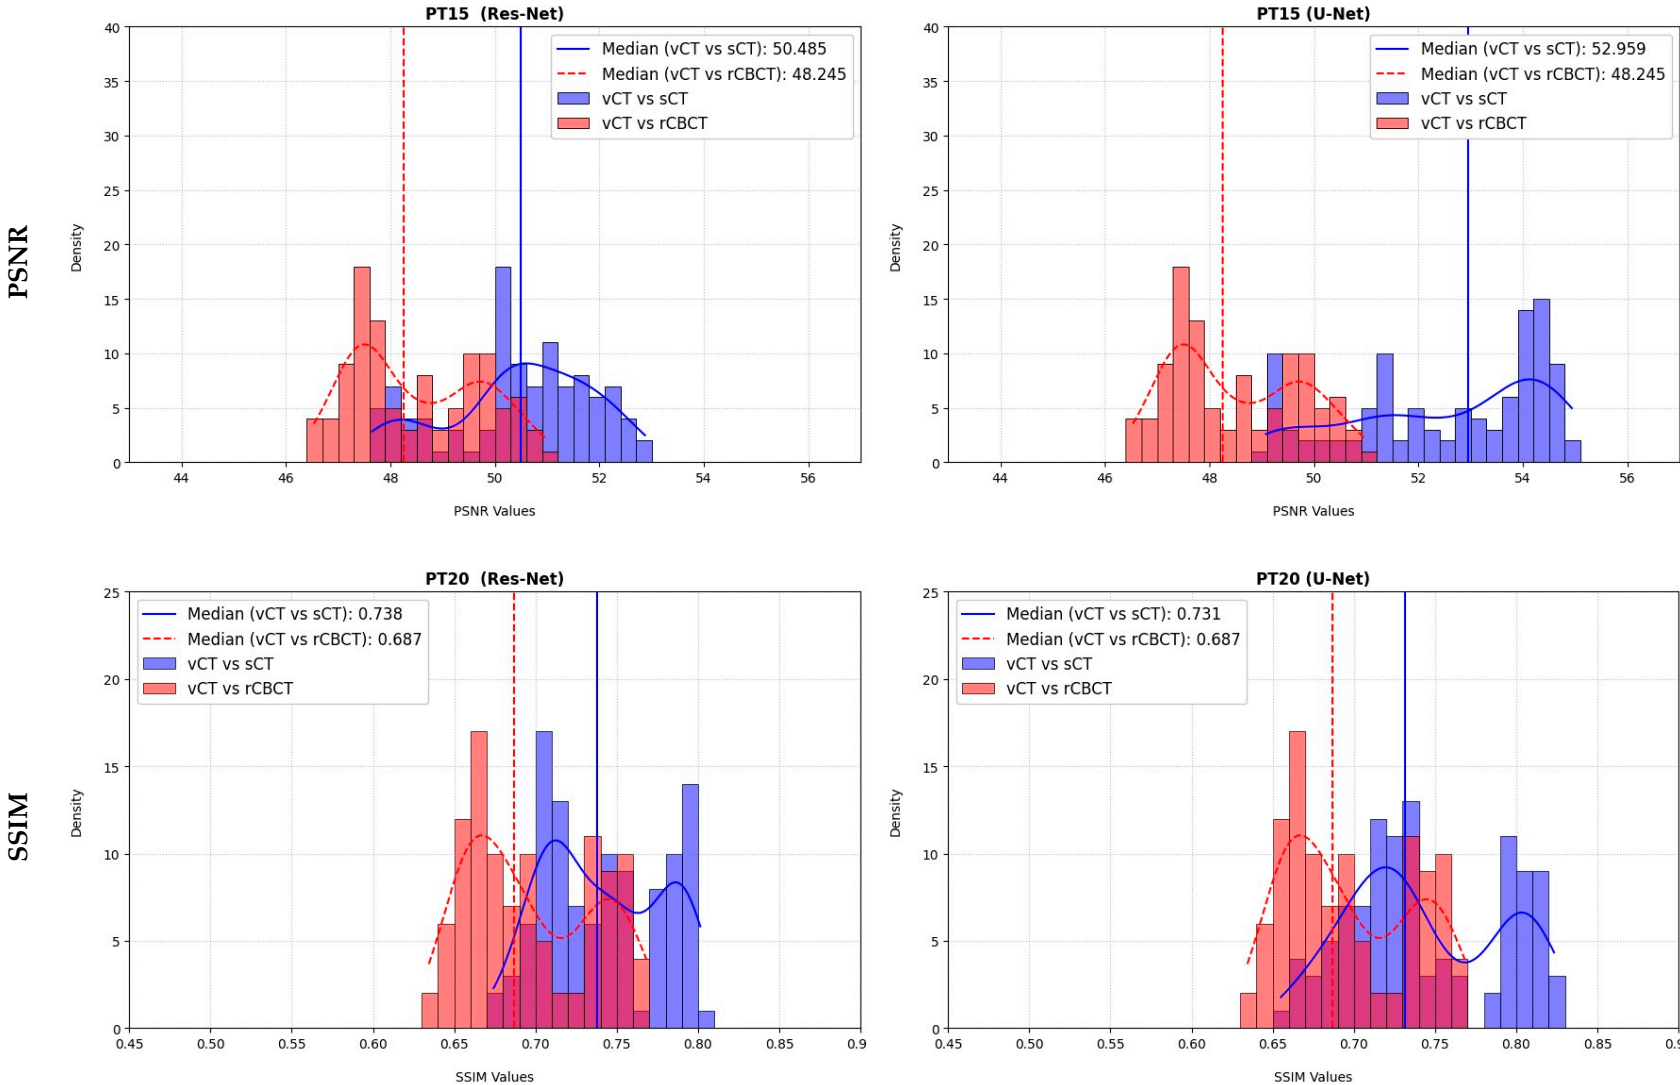 PSNR
PT15 (Res-Net)
40
35
30
25
20
15
10
5
0
Density
Median (vCT vs sCT): 50.485
Median (vCT vs rCBCT): 48.245
vCT vs sCT
vCT vs rCBCT
44 46 48 50 52 54 56
PSNR Values
PT15 (U-Net)
40
35
30
25
20
15
10
5
0
Density
Median (vCT vs sCT): 52.959
Median (vCT vs rCBCT): 48.245
vCT vs sCT
vCT vs rCBCT
44 46 48 50 52 54 56
PSNR Values
SSIM
PT20 (Res-Net)
25
20
15
10
5
0
Density
Median (vCT vs sCT): 0.738
Median (vCT vs rCBCT): 0.687
vCT vs sCT
vCT vs rCBCT
0.45 0.50 0.55 0.60 0.65 0.70 0.75 0.80 0.85 0.9
SSIM Values
PT20 (U-Net)
25
20
15
10
5
0
Density
Median (vCT vs sCT): 0.731
Median (vCT vs rCBCT): 0.687
vCT vs sCT
vCT vs rCBCT
0.45 0.50 0.55 0.60 0.65 0.70 0.75 0.80 0.85 0.9
SSIM Values